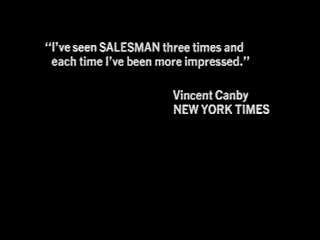 “I’ve seen SALESMAN three times and
each time I’ve been more impressed.”
Vincent Canby
NEW YORK TIMES